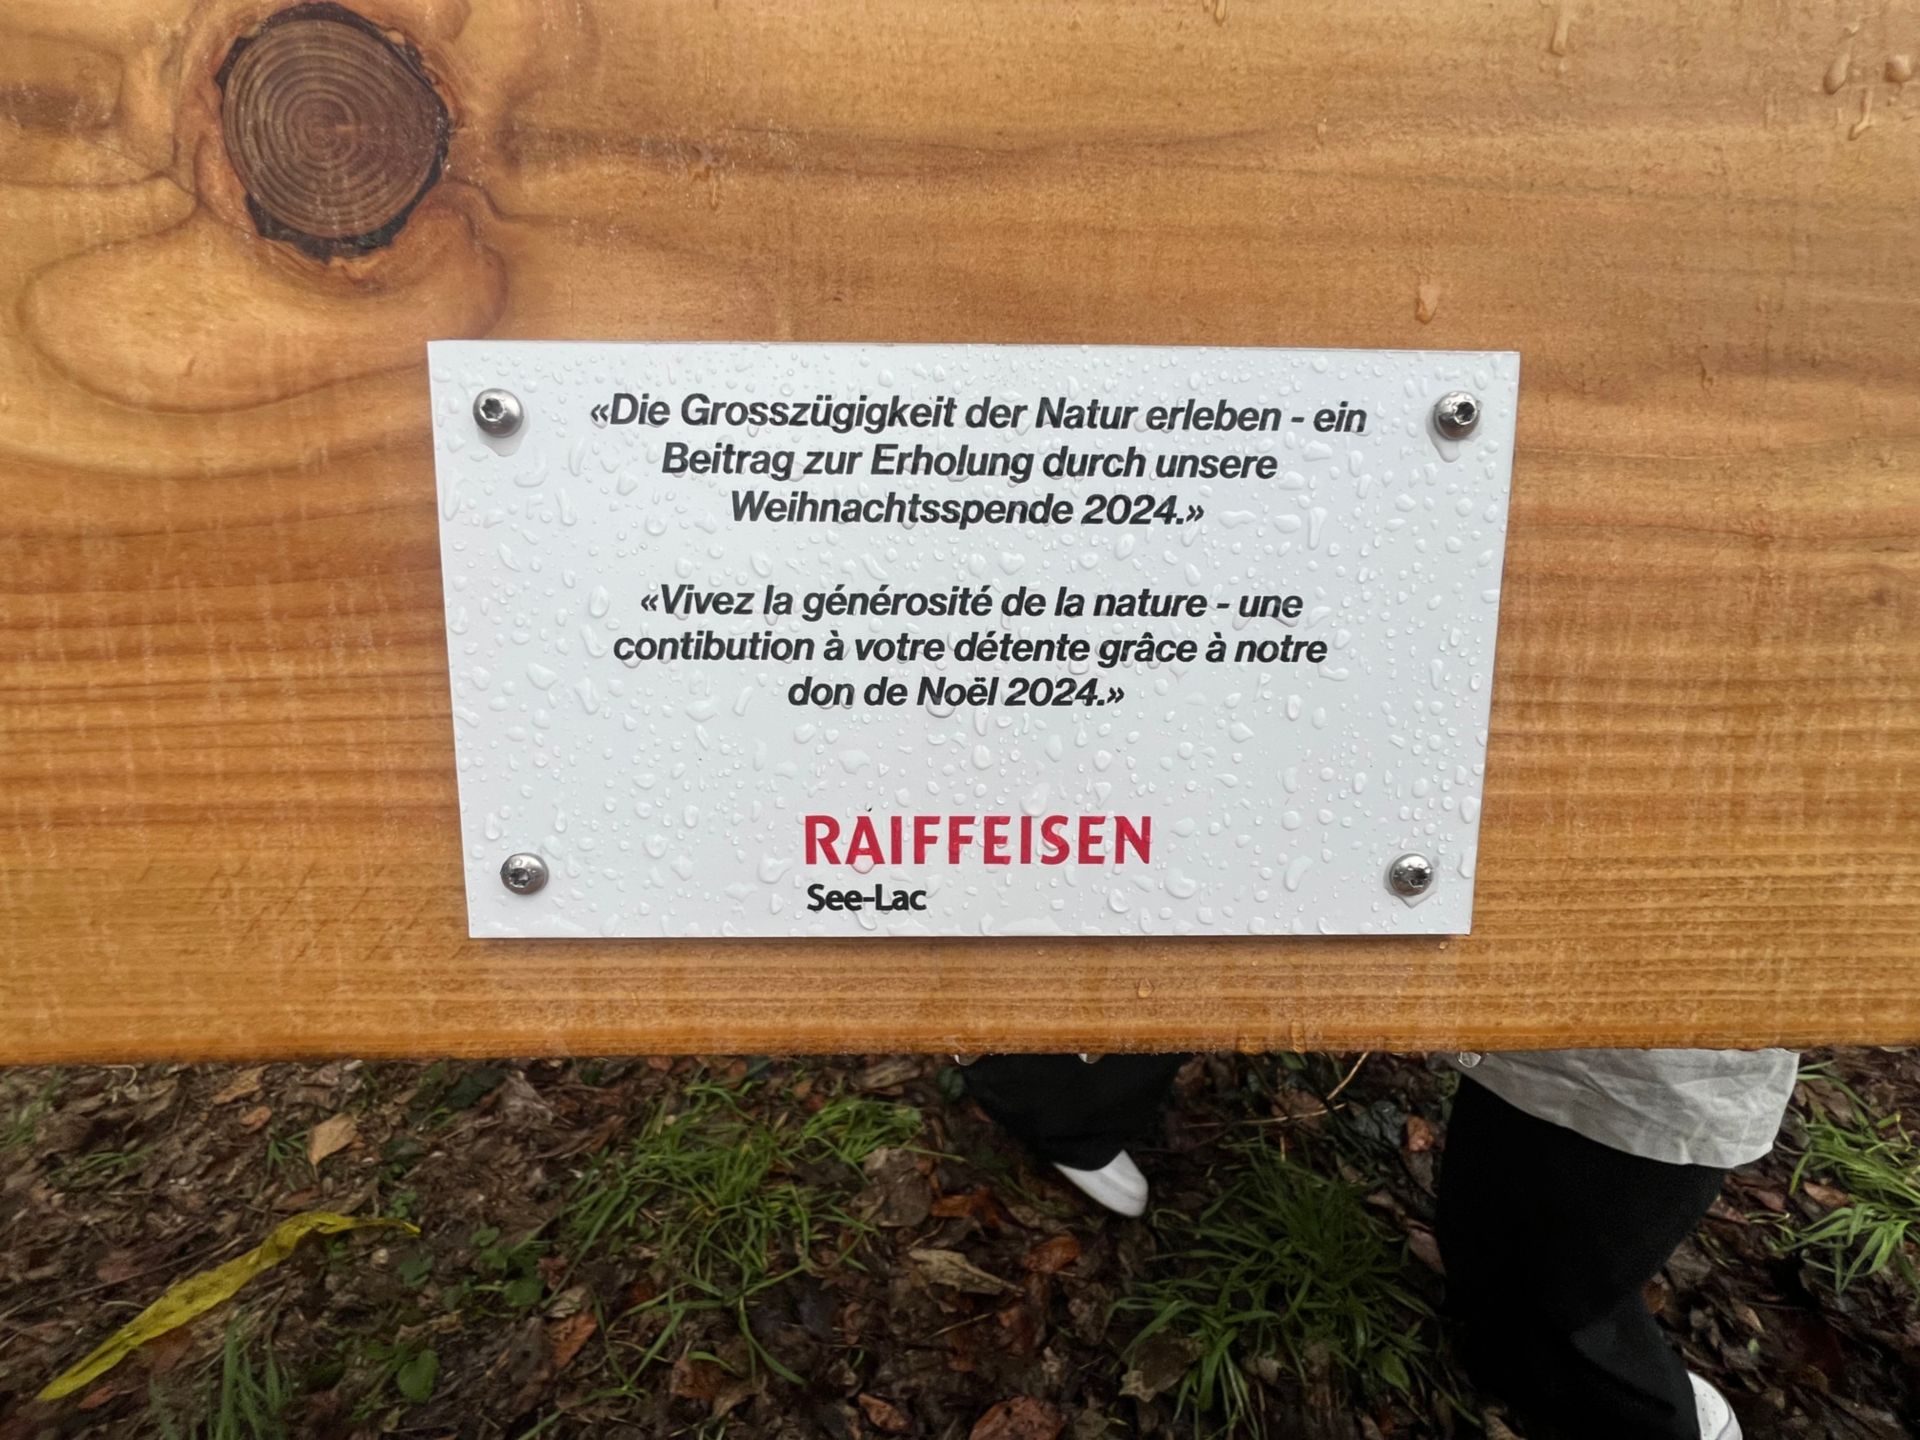 «Die Grosszügigkeit der Natur erleben - ein
Beitrag zur Erholung durch unsere
Weihnachtsspende 2024.»
«Vivez la générosité de la nature - une
contibution à votre détente grâce à notre
don de Noël 2024.»
RAIFFEISEN
See-Lac